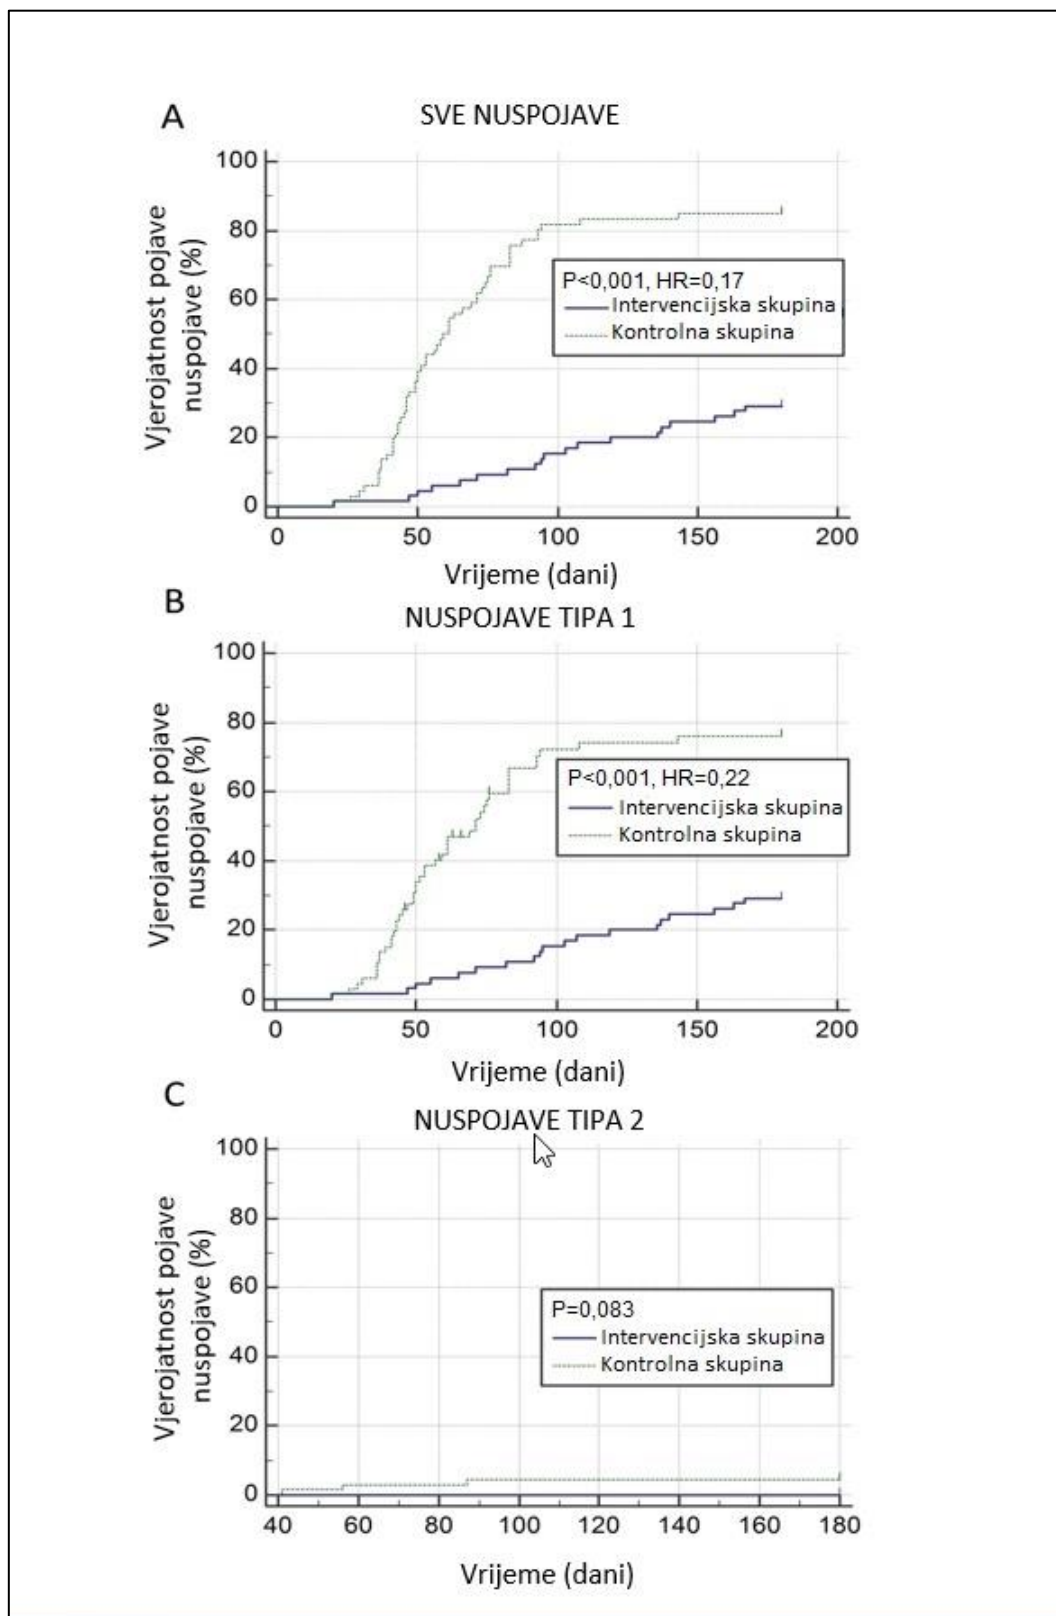 A
SVE NUSPOJAVE
Vjerojatnost pojave
nuspojave (%)
100
80
60
40
20
0
P<0,001, HR=0,17
Intervencijska skupina
Kontrolna skupina
0 50 100 150 200
Vrijeme (dani)
B
NUSPOJAVE TIPA 1
Vjerojatnost pojave
nuspojave (%)
100
80
60
40
20
0
P<0,001, HR=0,22
Intervencijska skupina
Kontrolna skupina
0 50 100 150 200
Vrijeme (dani)
C
NUSPOJAVE TIPA 2
Vjerojatnost pojave
nuspojave (%)
100
80
60
40
20
0
P=0,083
Intervencijska skupina
Kontrolna skupina
40 60 80 100 120 140 160 180
Vrijeme (dani)